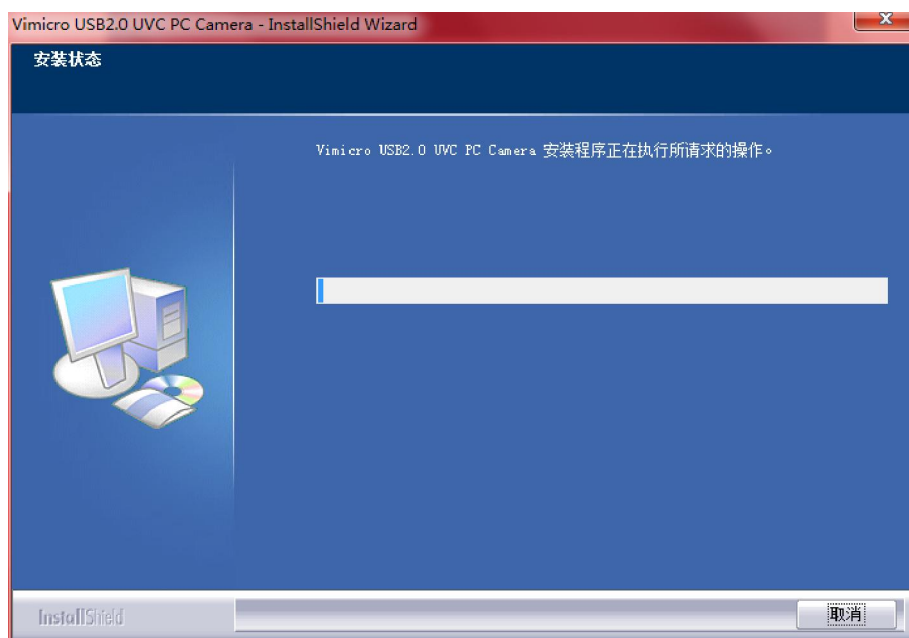 Vimicro USB2.0 UVC PC Camera - InstallShield Wizard
安装状态
Vimicro USB2.0 UVC PC Camera 安装程序正在执行所请求的操作。
InstallShield
取消